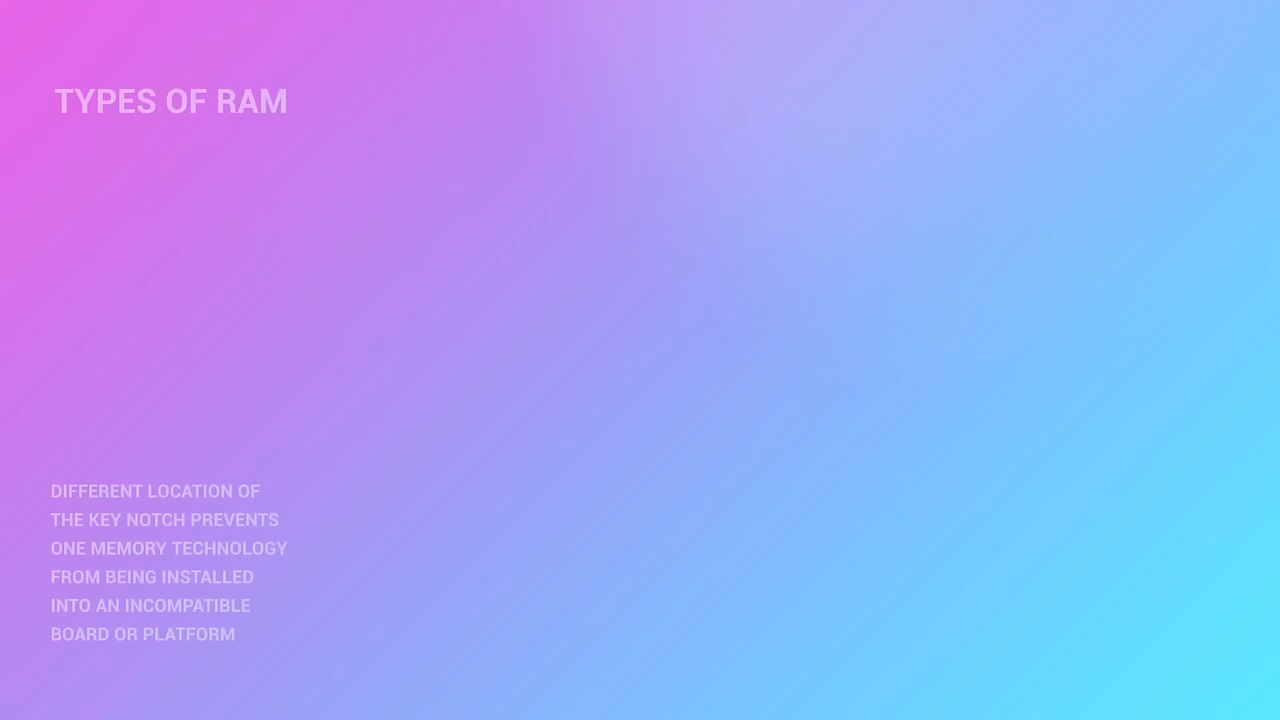 TYPES OF RAM
DIFFERENT LOCATION OF
THE KEY NOTCH PREVENTS
ONE MEMORY TECHNOLOGY
FROM BEING INSTALLED
INTO AN INCOMPATIBLE
BOARD OR PLATFORM